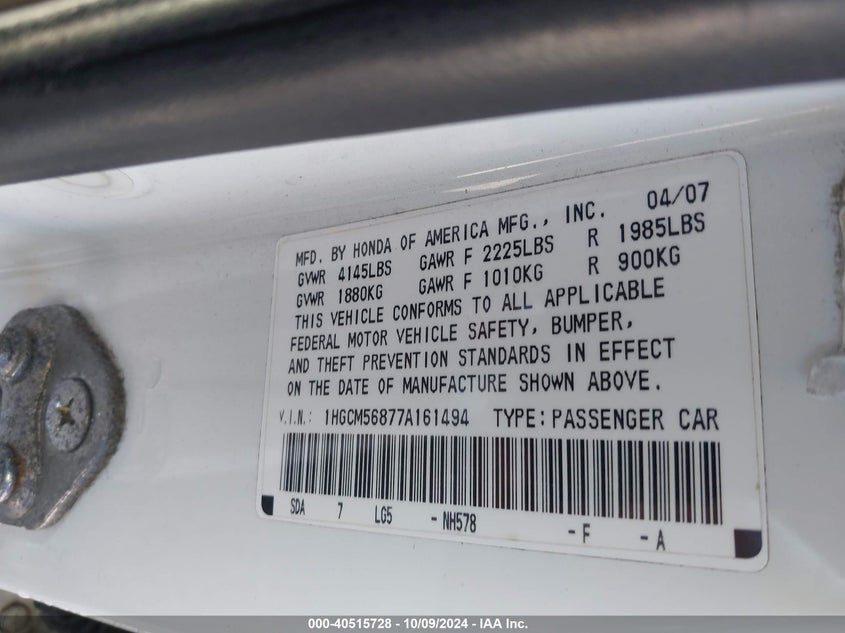 MFD. BY HONDA OF AMERICA MFG., INC. 04/07
GVWR 4145LBS GAWR F 2225LBS R 1985LBS
GVWR 1880KG GAWR F 1010KG R 900KG
THIS VEHICLE CONFORMS TO ALL APPLICABLE
FEDERAL MOTOR VEHICLE SAFETY, BUMPER,
AND THEFT PREVENTION STANDARDS IN EFFECT
ON THE DATE OF MANUFACTURE SHOWN ABOVE.
V.I.N.: 1HGCM56877A161494 TYPE: PASSENGER CAR
SDA 7 LG5 - NH578 - F - A
000-40515728 - 10/09/2024 - IAA Inc.